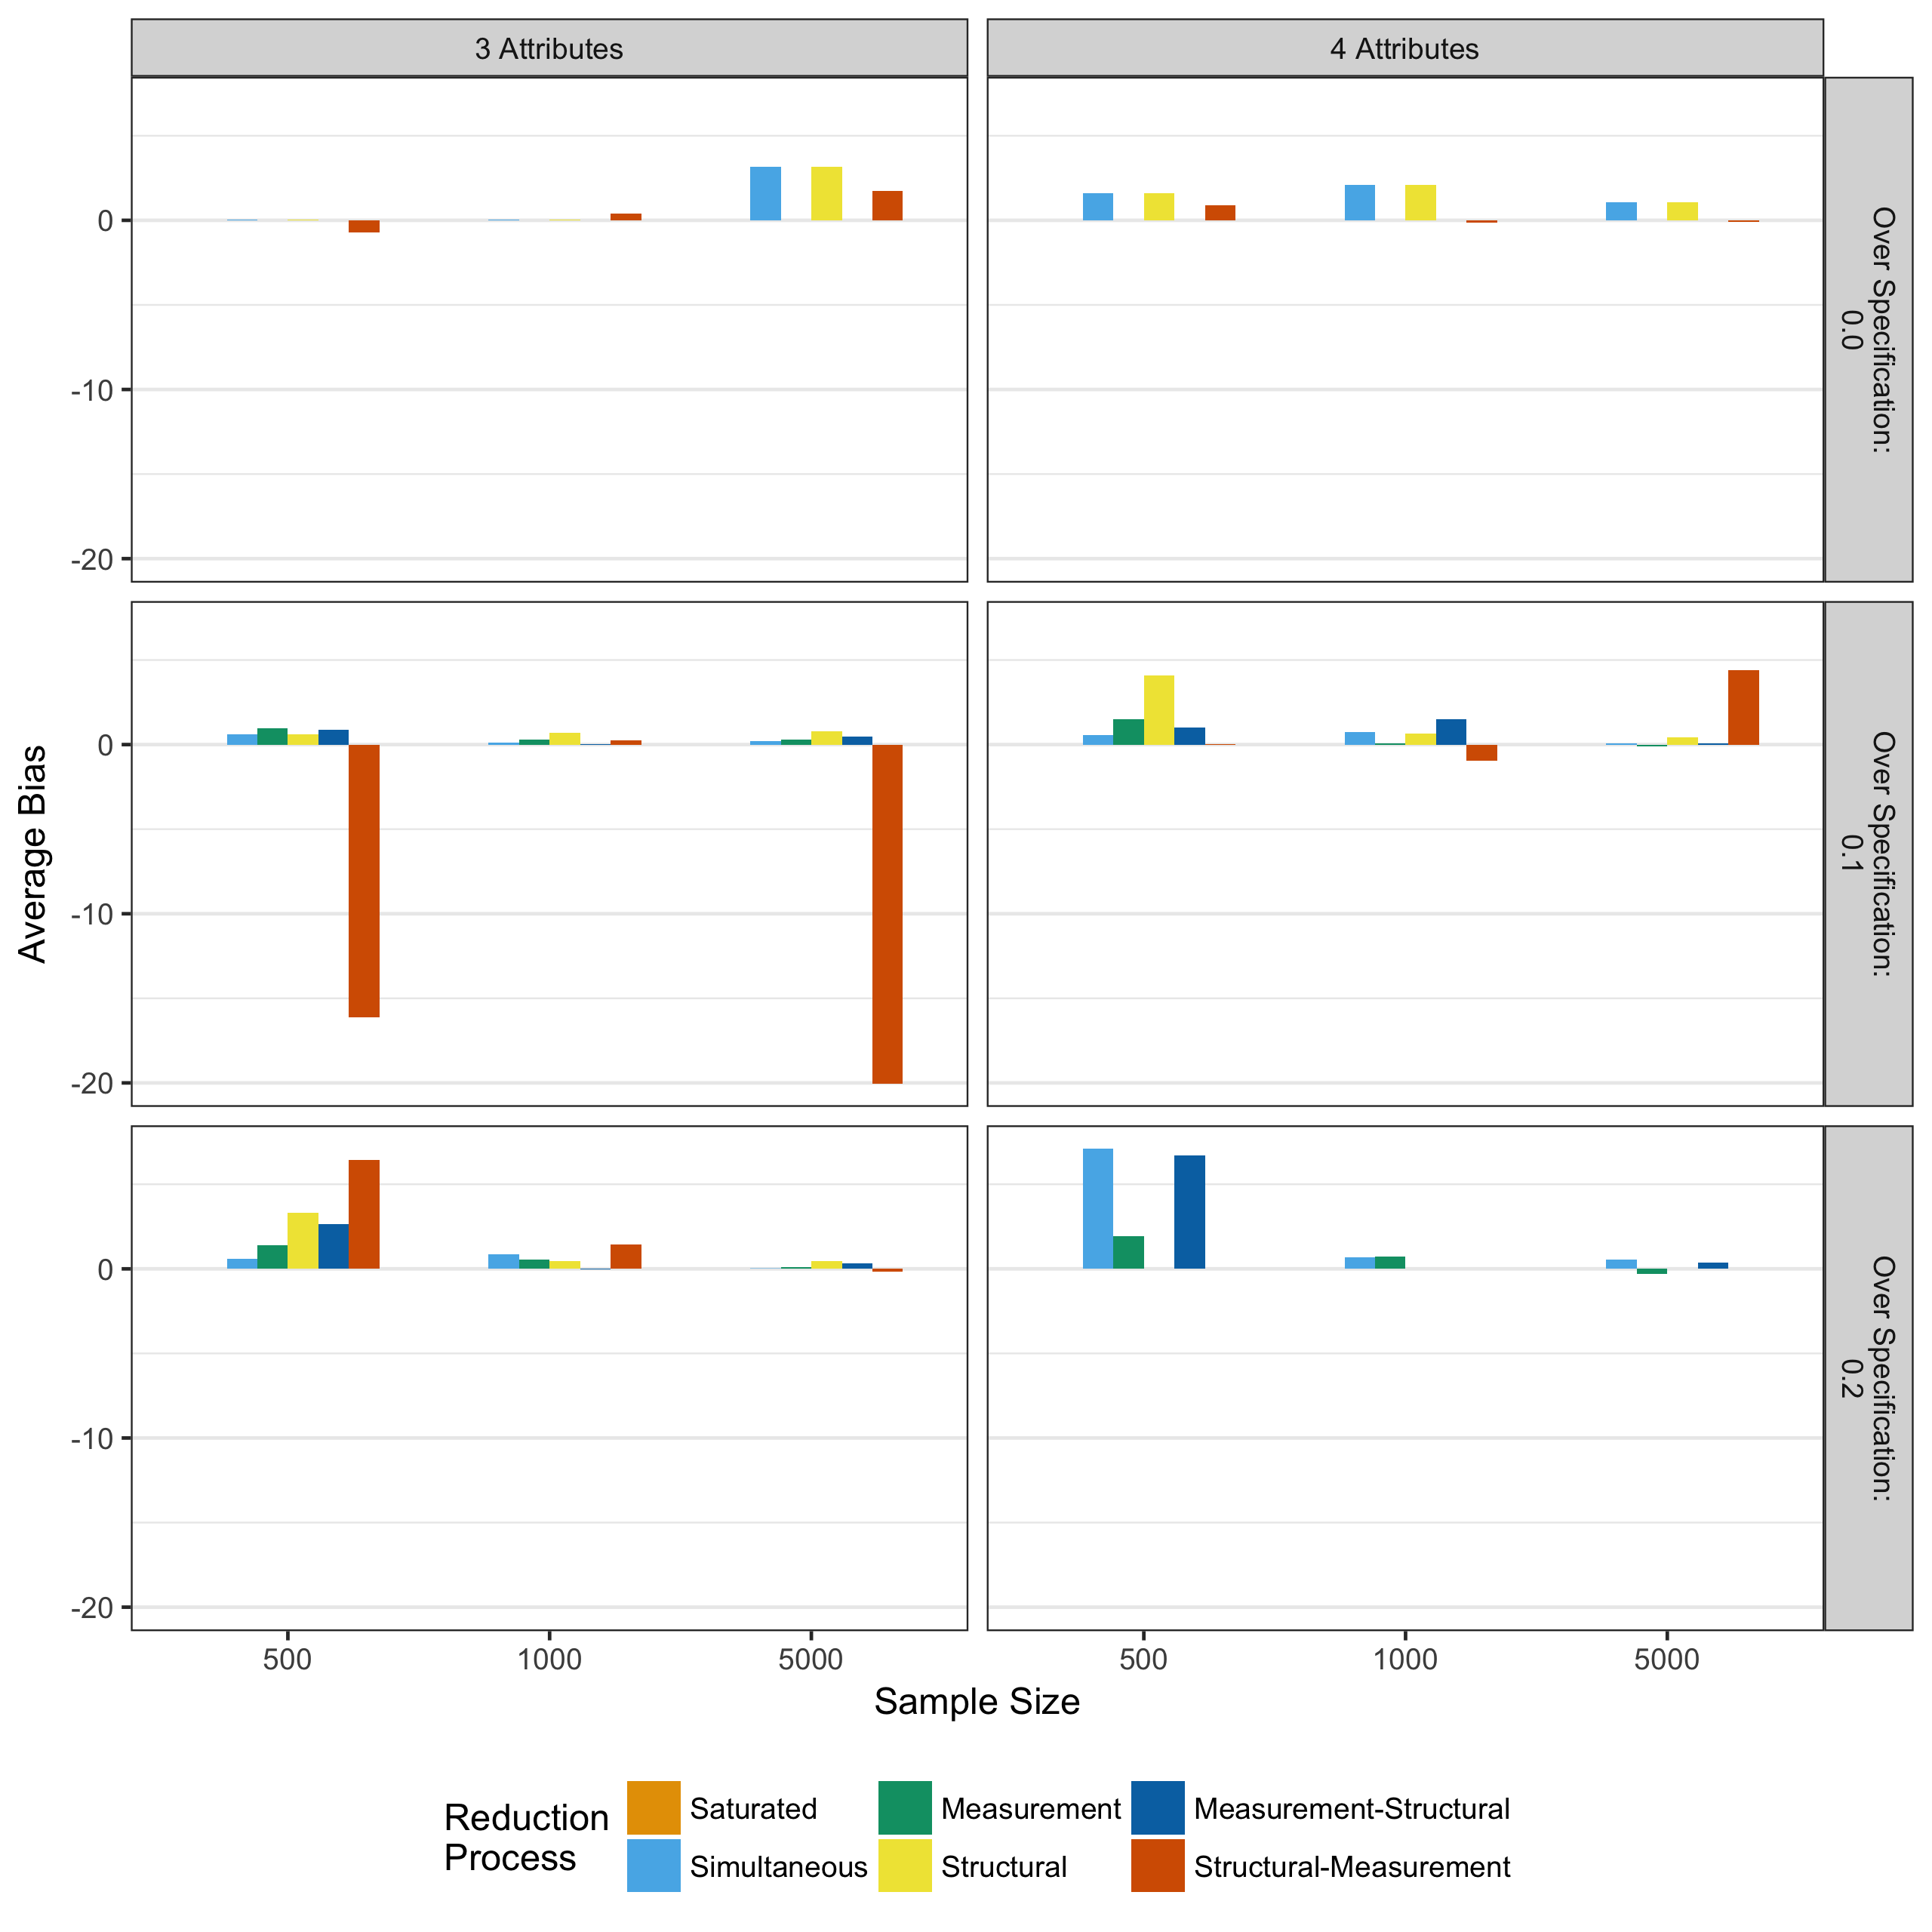 3 Attributes
4 Attributes
0
-10
-20
Over Specification:
0.0
0
-10
-20
Over Specification:
0.1
0
-10
-20
Over Specification:
0.2
Average Bias
500
1000
5000
500
1000
5000
Sample Size
Reduction
Process
Saturated
Measurement
Measurement-Structural
Simultaneous
Structural
Structural-Measurement